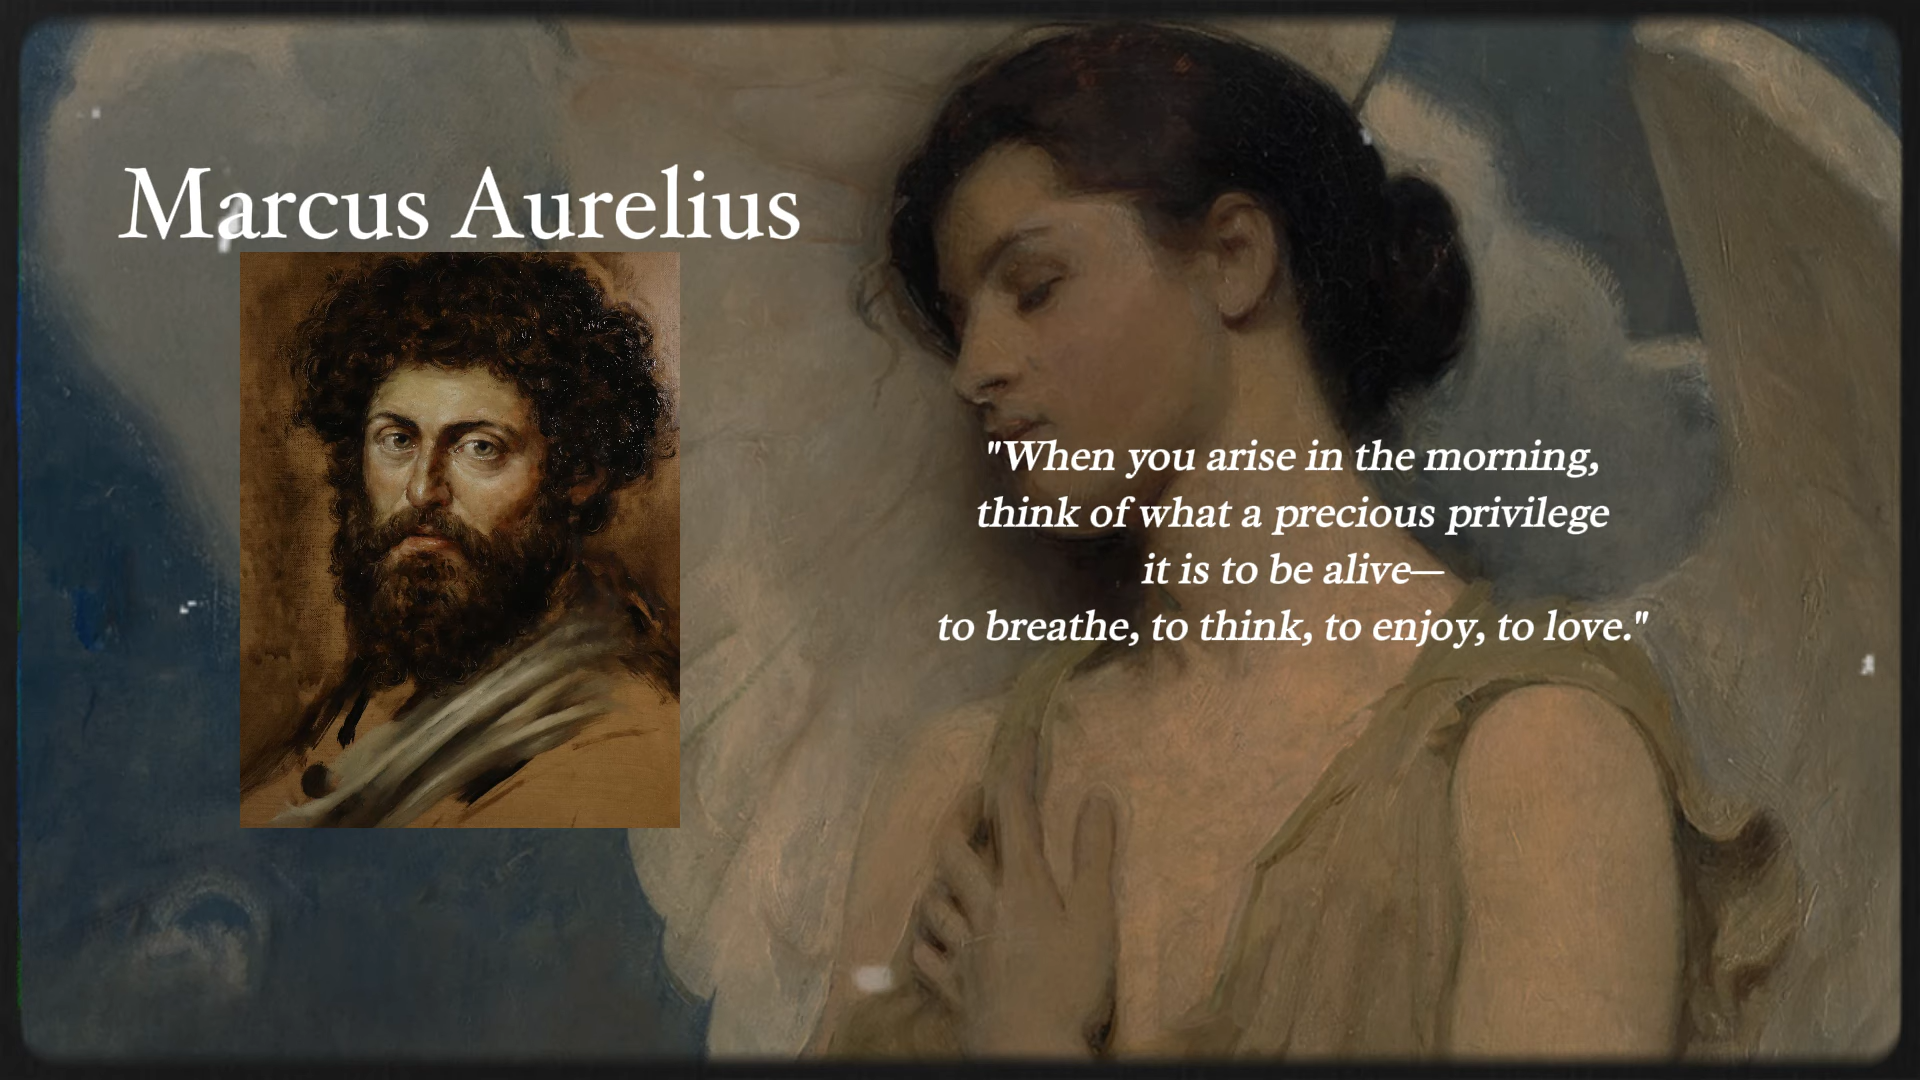 Marcus Aurelius
"When you arise in the morning,
think of what a precious privilege
it is to be alive—
to breathe, to think, to enjoy, to love."